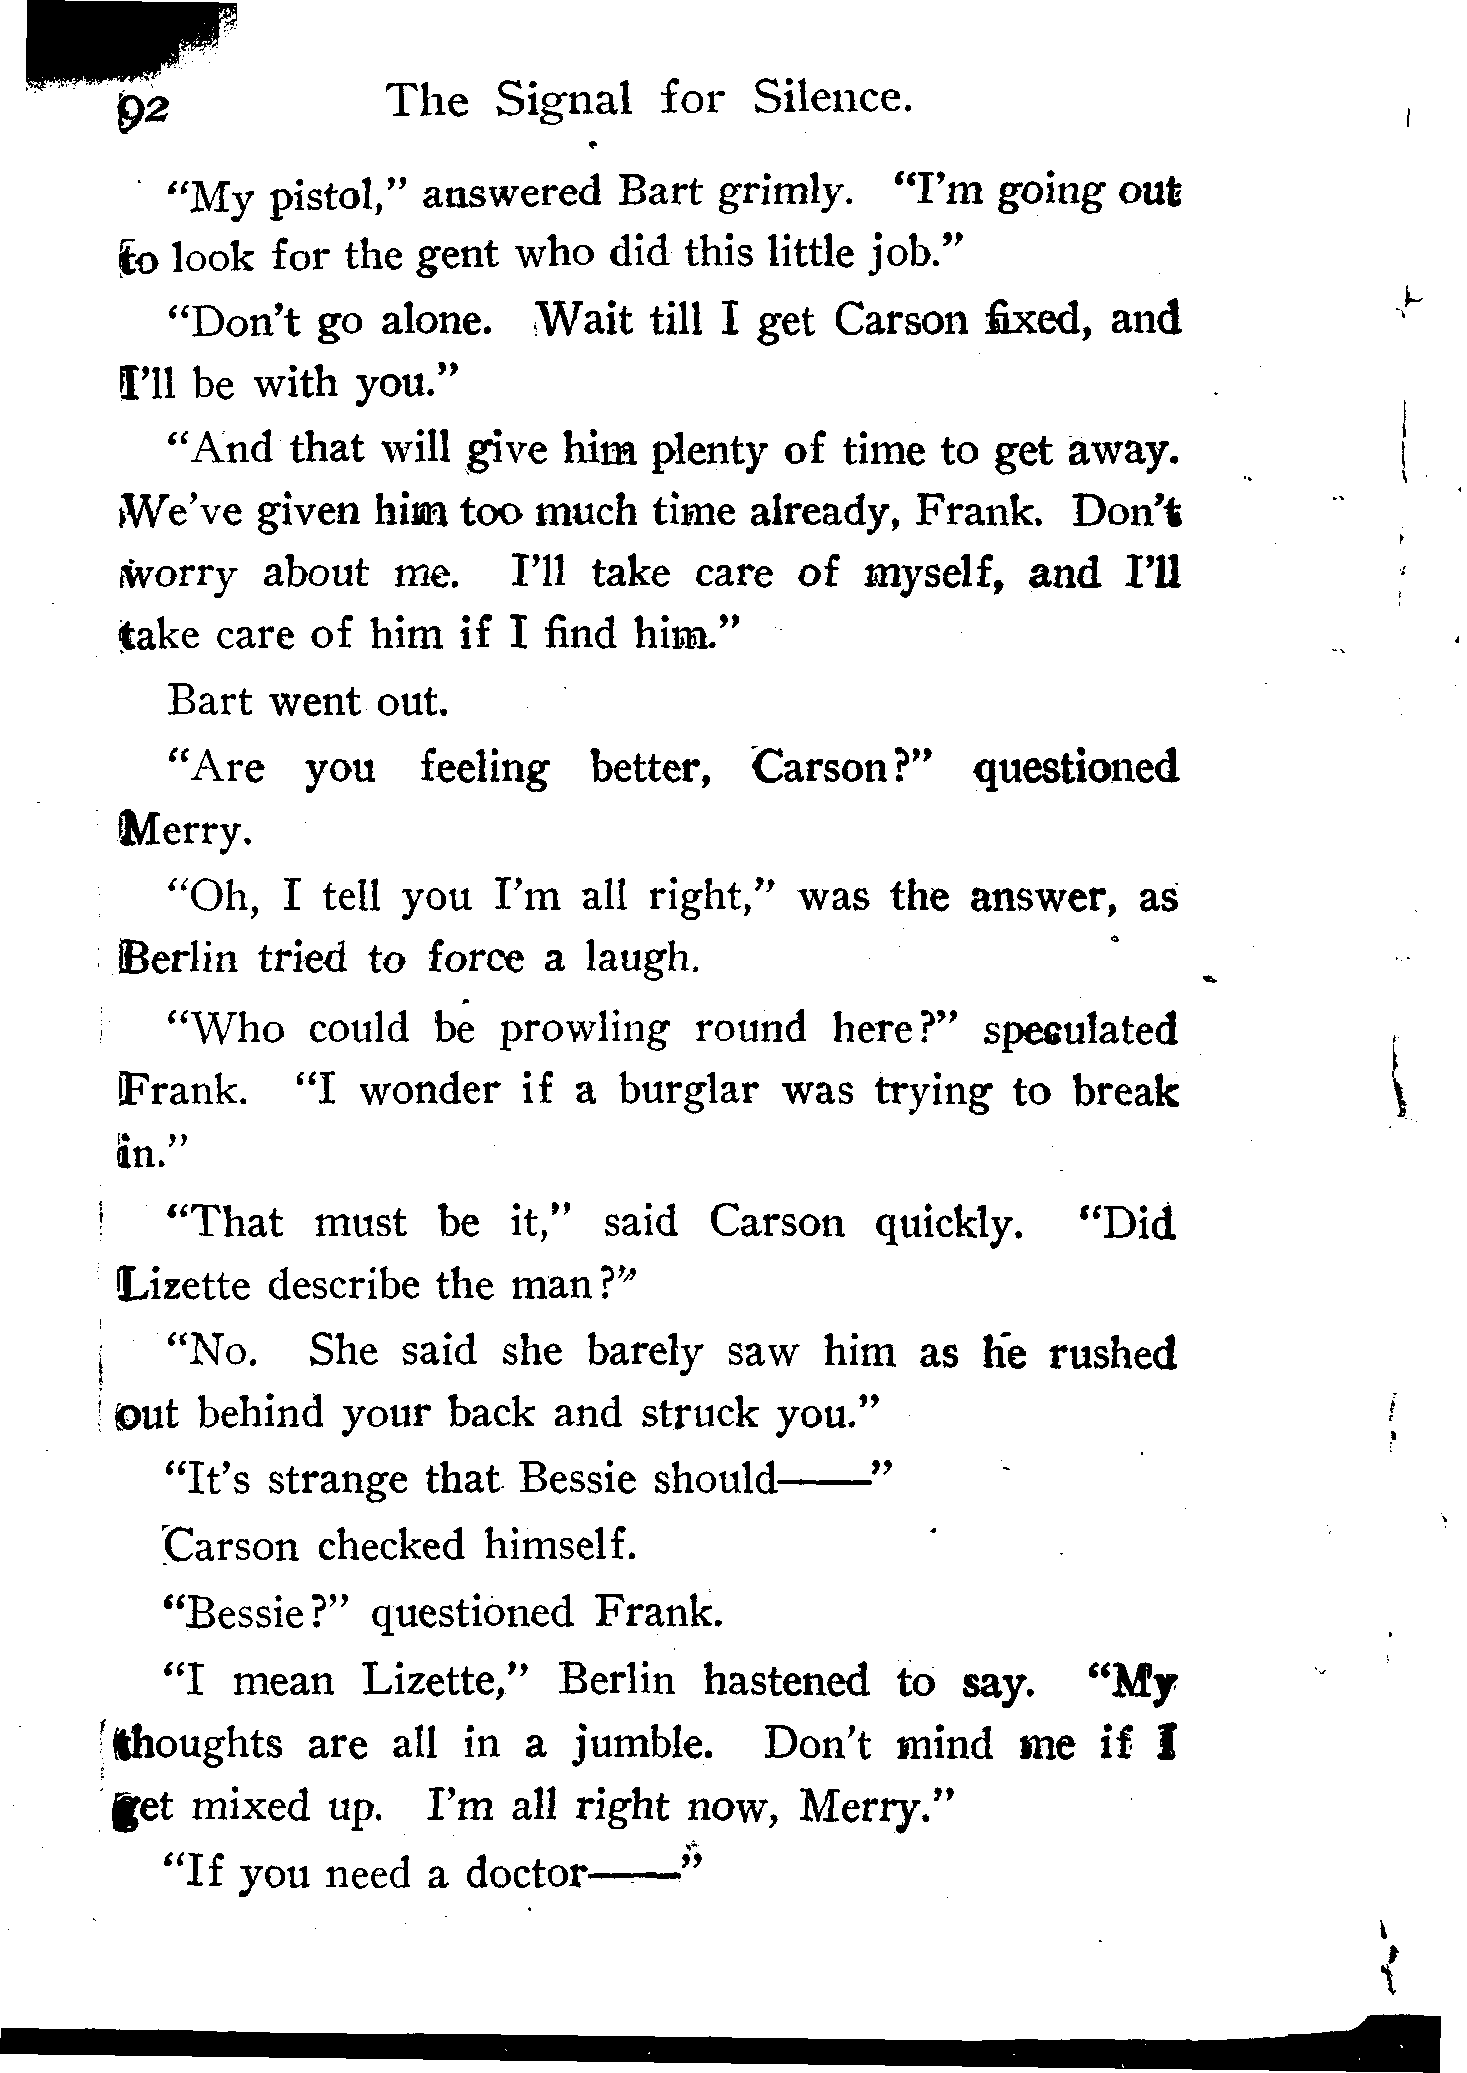 92 The Signal for Silence.
“My pistol,” answered Bart grimly. “I’m going out
to look for the gent who did this little job.”
“Don’t go alone. Wait till I get Carson fixed, and
I’ll be with you.”
“And that will give him plenty of time to get away.
We’ve given him too much time already, Frank. Don’t
worry about me. I’ll take care of myself, and I’ll
take care of him if I find him.”
Bart went out.
“Are you feeling better, Carson?” questioned
Merry.
“Oh, I tell you I’m all right,” was the answer, as
Berlin tried to force a laugh.
“Who could be prowling round here?” speculated
Frank. “I wonder if a burglar was trying to break
in.”
“That must be it,” said Carson quickly. “Did
Lizette describe the man?”
“No. She said she barely saw him as he rushed
out behind your back and struck you.”
“It’s strange that Bessie should——”
Carson checked himself.
“Bessie?” questioned Frank.
“I mean Lizette,” Berlin hastened to say. “My
thoughts are all in a jumble. Don’t mind me if I
get mixed up. I’m all right now, Merry.”
“If you need a doctor——”